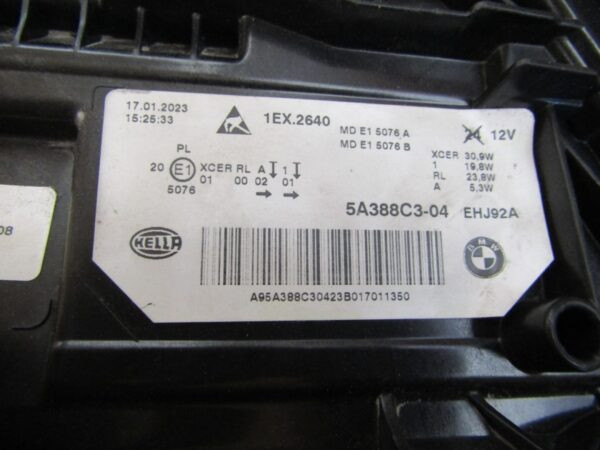 17.01.2023
15:25:33
1EX.2640
MD E1 5076 A
MD E1 5076 B
24 12V
XCER 30,9W
1 19,8W
RL 23,8W
A 5,3W
PL
20 E1 XCER RL A 1
01 00 02 01
5076
5A388C3-04 EHJ92A
HELLA
BMW
A95A388C30423B017011350
08